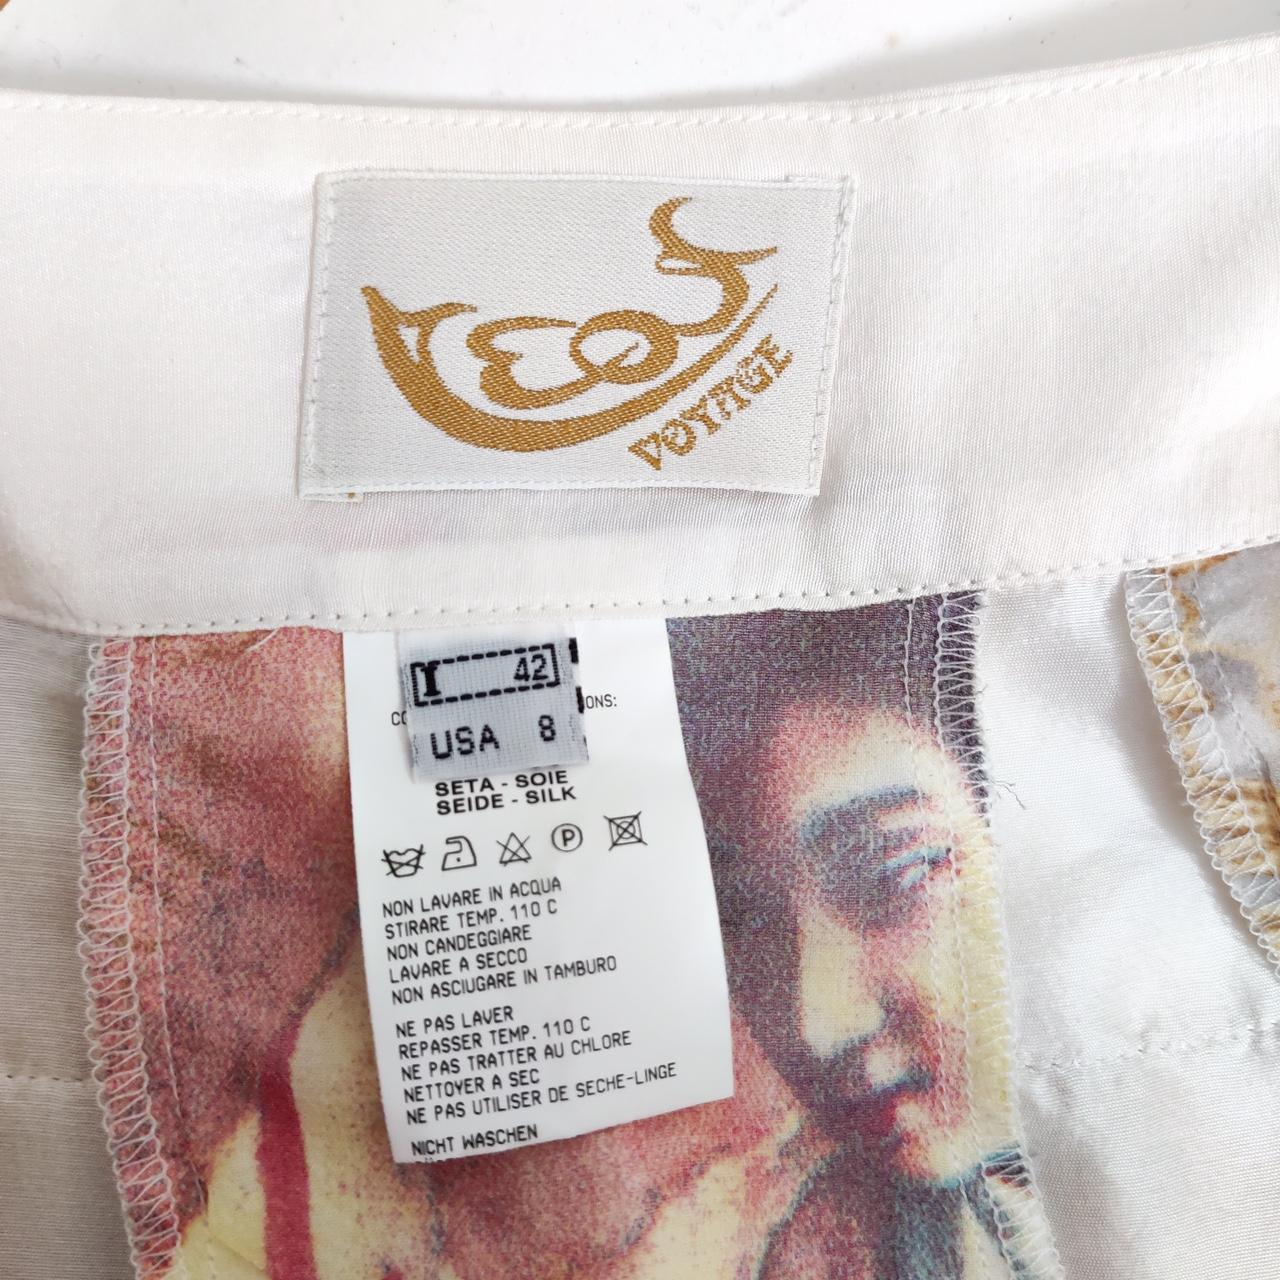 VOYAGE
I 42
USA 8
ONS:
SETA - SOIE
SEIDE - SILK
P
NON LAVARE IN ACQUA
STIRARE TEMP. 110 C
NON CANDEGGIARE
LAVARE A SECCO
NON ASCIUGARE IN TAMBURO
NE PAS LAVER
REPASSER TEMP. 110 C
NE PAS TRATTER AU CHLORE
NETTOYER A SEC
NE PAS UTILISER DE SECHE-LINGE
NICHT WASCHEN